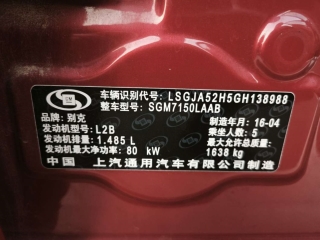 车辆识别代号: LSGJA52H5GH138988
整车型号: SGM7150LAAB
品牌: 别克 制造年月: 16-04
发动机型号: L2B 乘坐人数: 5
发动机排量: 1.485 L 最大允许总质量:
发动机最大净功率: 80 kW 1638 kg
中国 上汽通用汽车有限公司制造